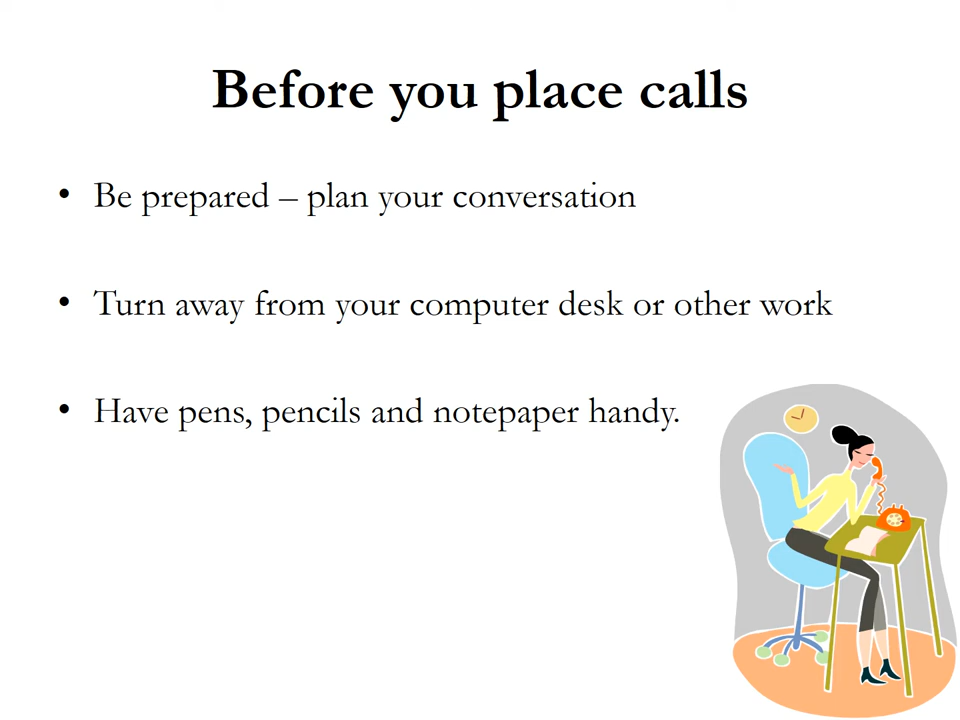 Before you place calls
• Be prepared – plan your conversation
• Turn away from your computer desk or other work
• Have pens, pencils and notepaper handy.